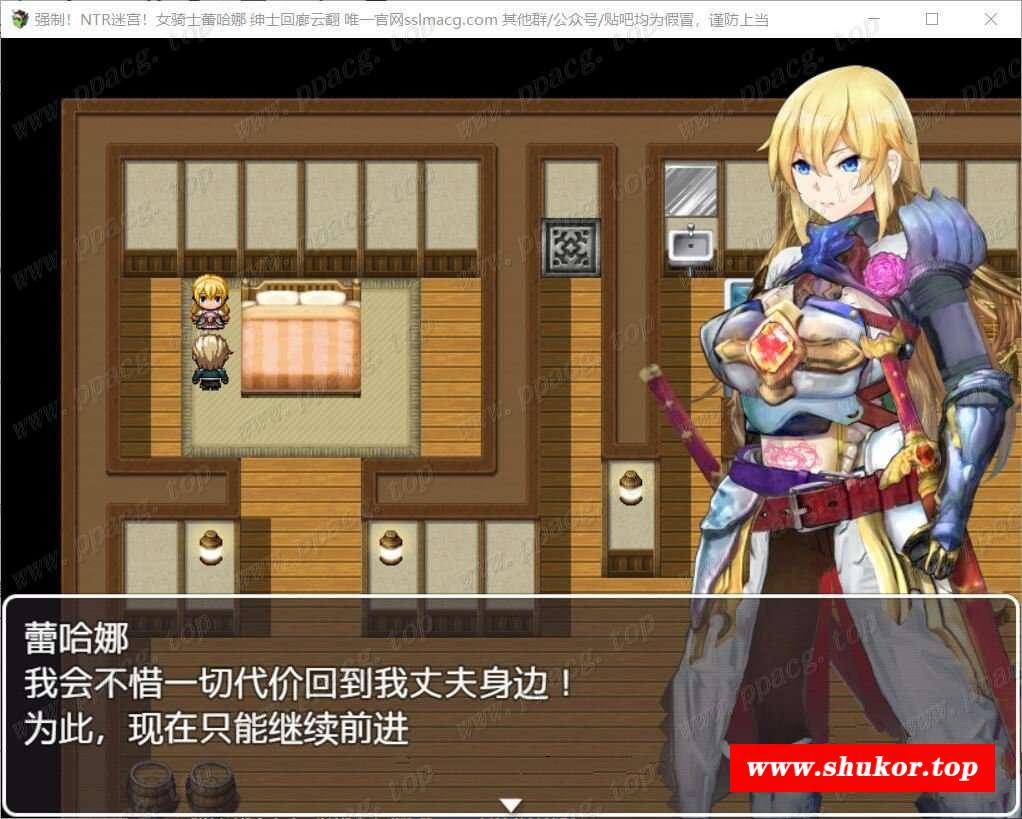 强制！NTR迷宫！女骑士蕾哈娜 绅士回廊云翻 唯一官网sslmacg.com 其他群/公众号/贴吧均为假冒，谨防上当
蕾哈娜
我会不惜一切代价回到我丈夫身边！
为此，现在只能继续前进
www.shukor.top
www.ppacg.top